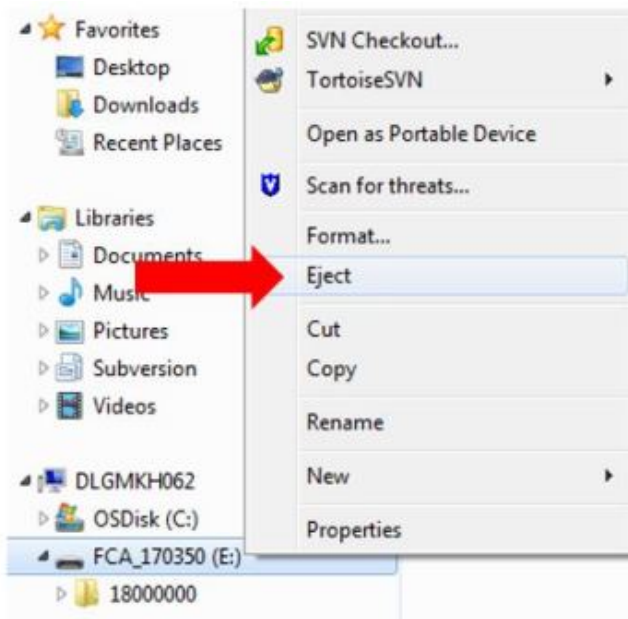 Favorites
Desktop
Downloads
Recent Places
Libraries
Documents
Music
Pictures
Subversion
Videos
DLGMKH062
OSDisk (C:)
FCA_170350 (E:)
18000000
SVN Checkout...
TortoiseSVN
Open as Portable Device
Scan for threats...
Format...
Eject
Cut
Copy
Rename
New
Properties